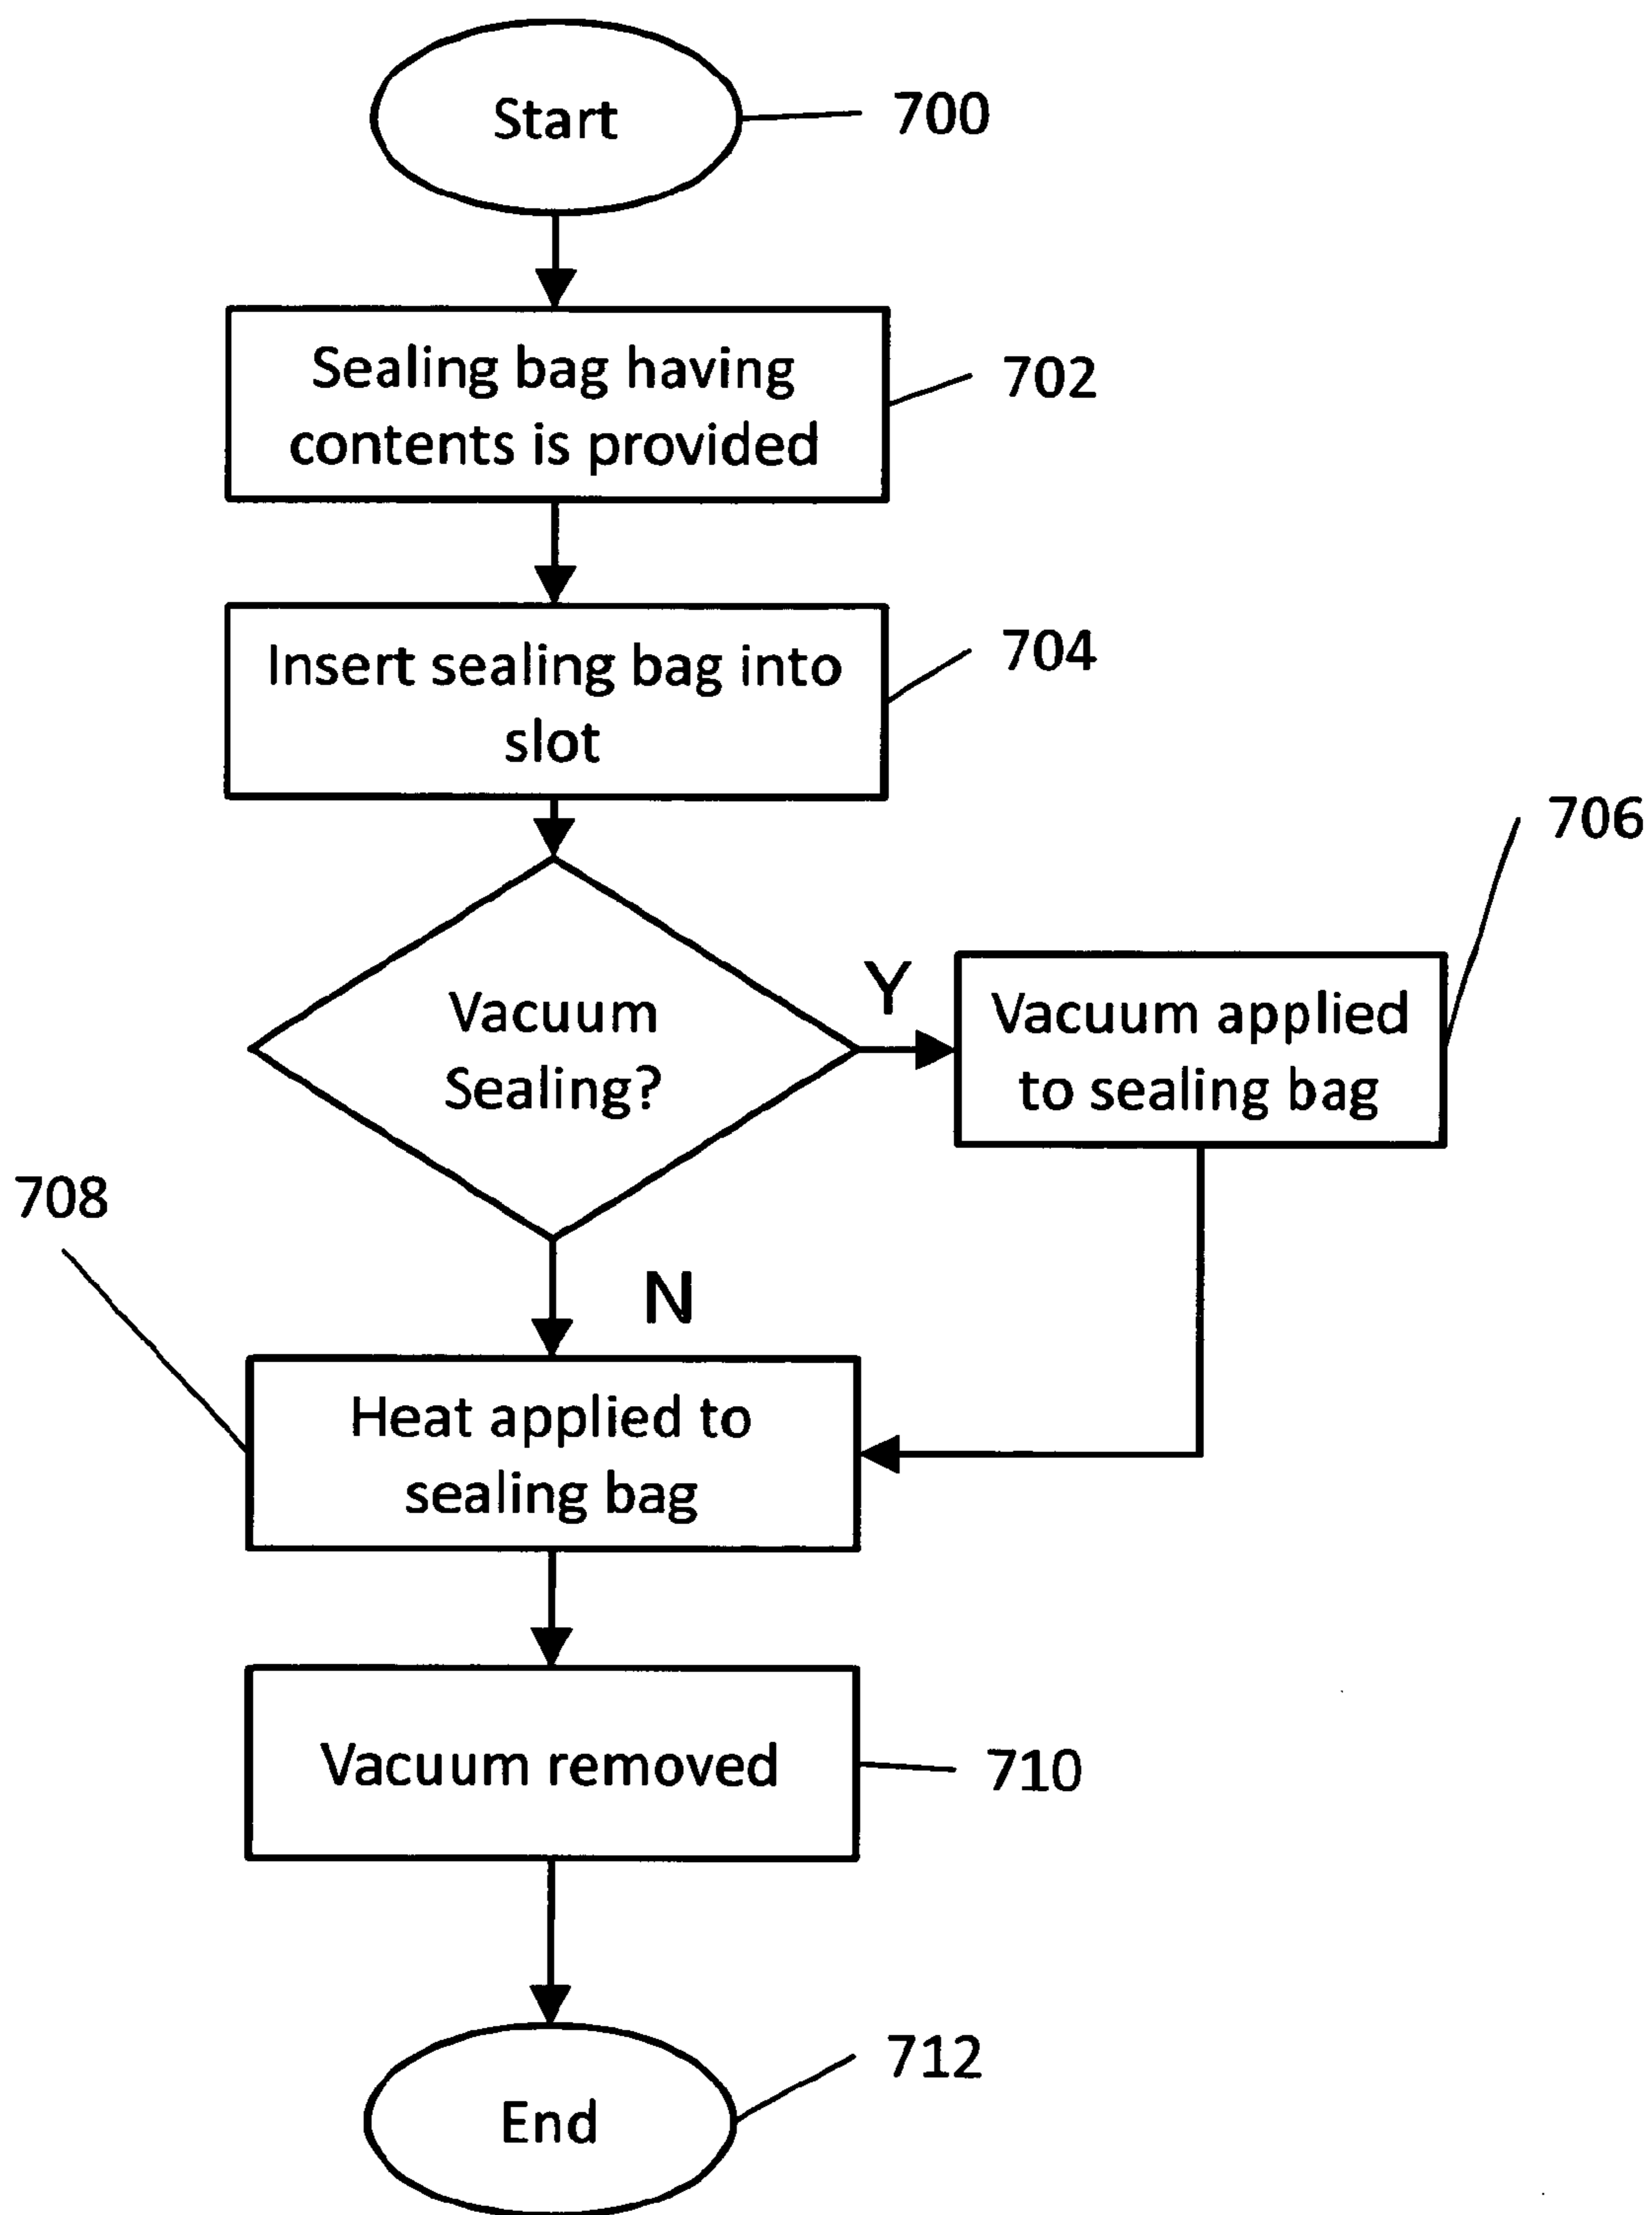 Start
700
Sealing bag having
contents is provided
702
Insert sealing bag into
slot
704
706
Vacuum
Sealing?
Y
Vacuum applied
to sealing bag
708
N
Heat applied to
sealing bag
Vacuum removed
710
712
End